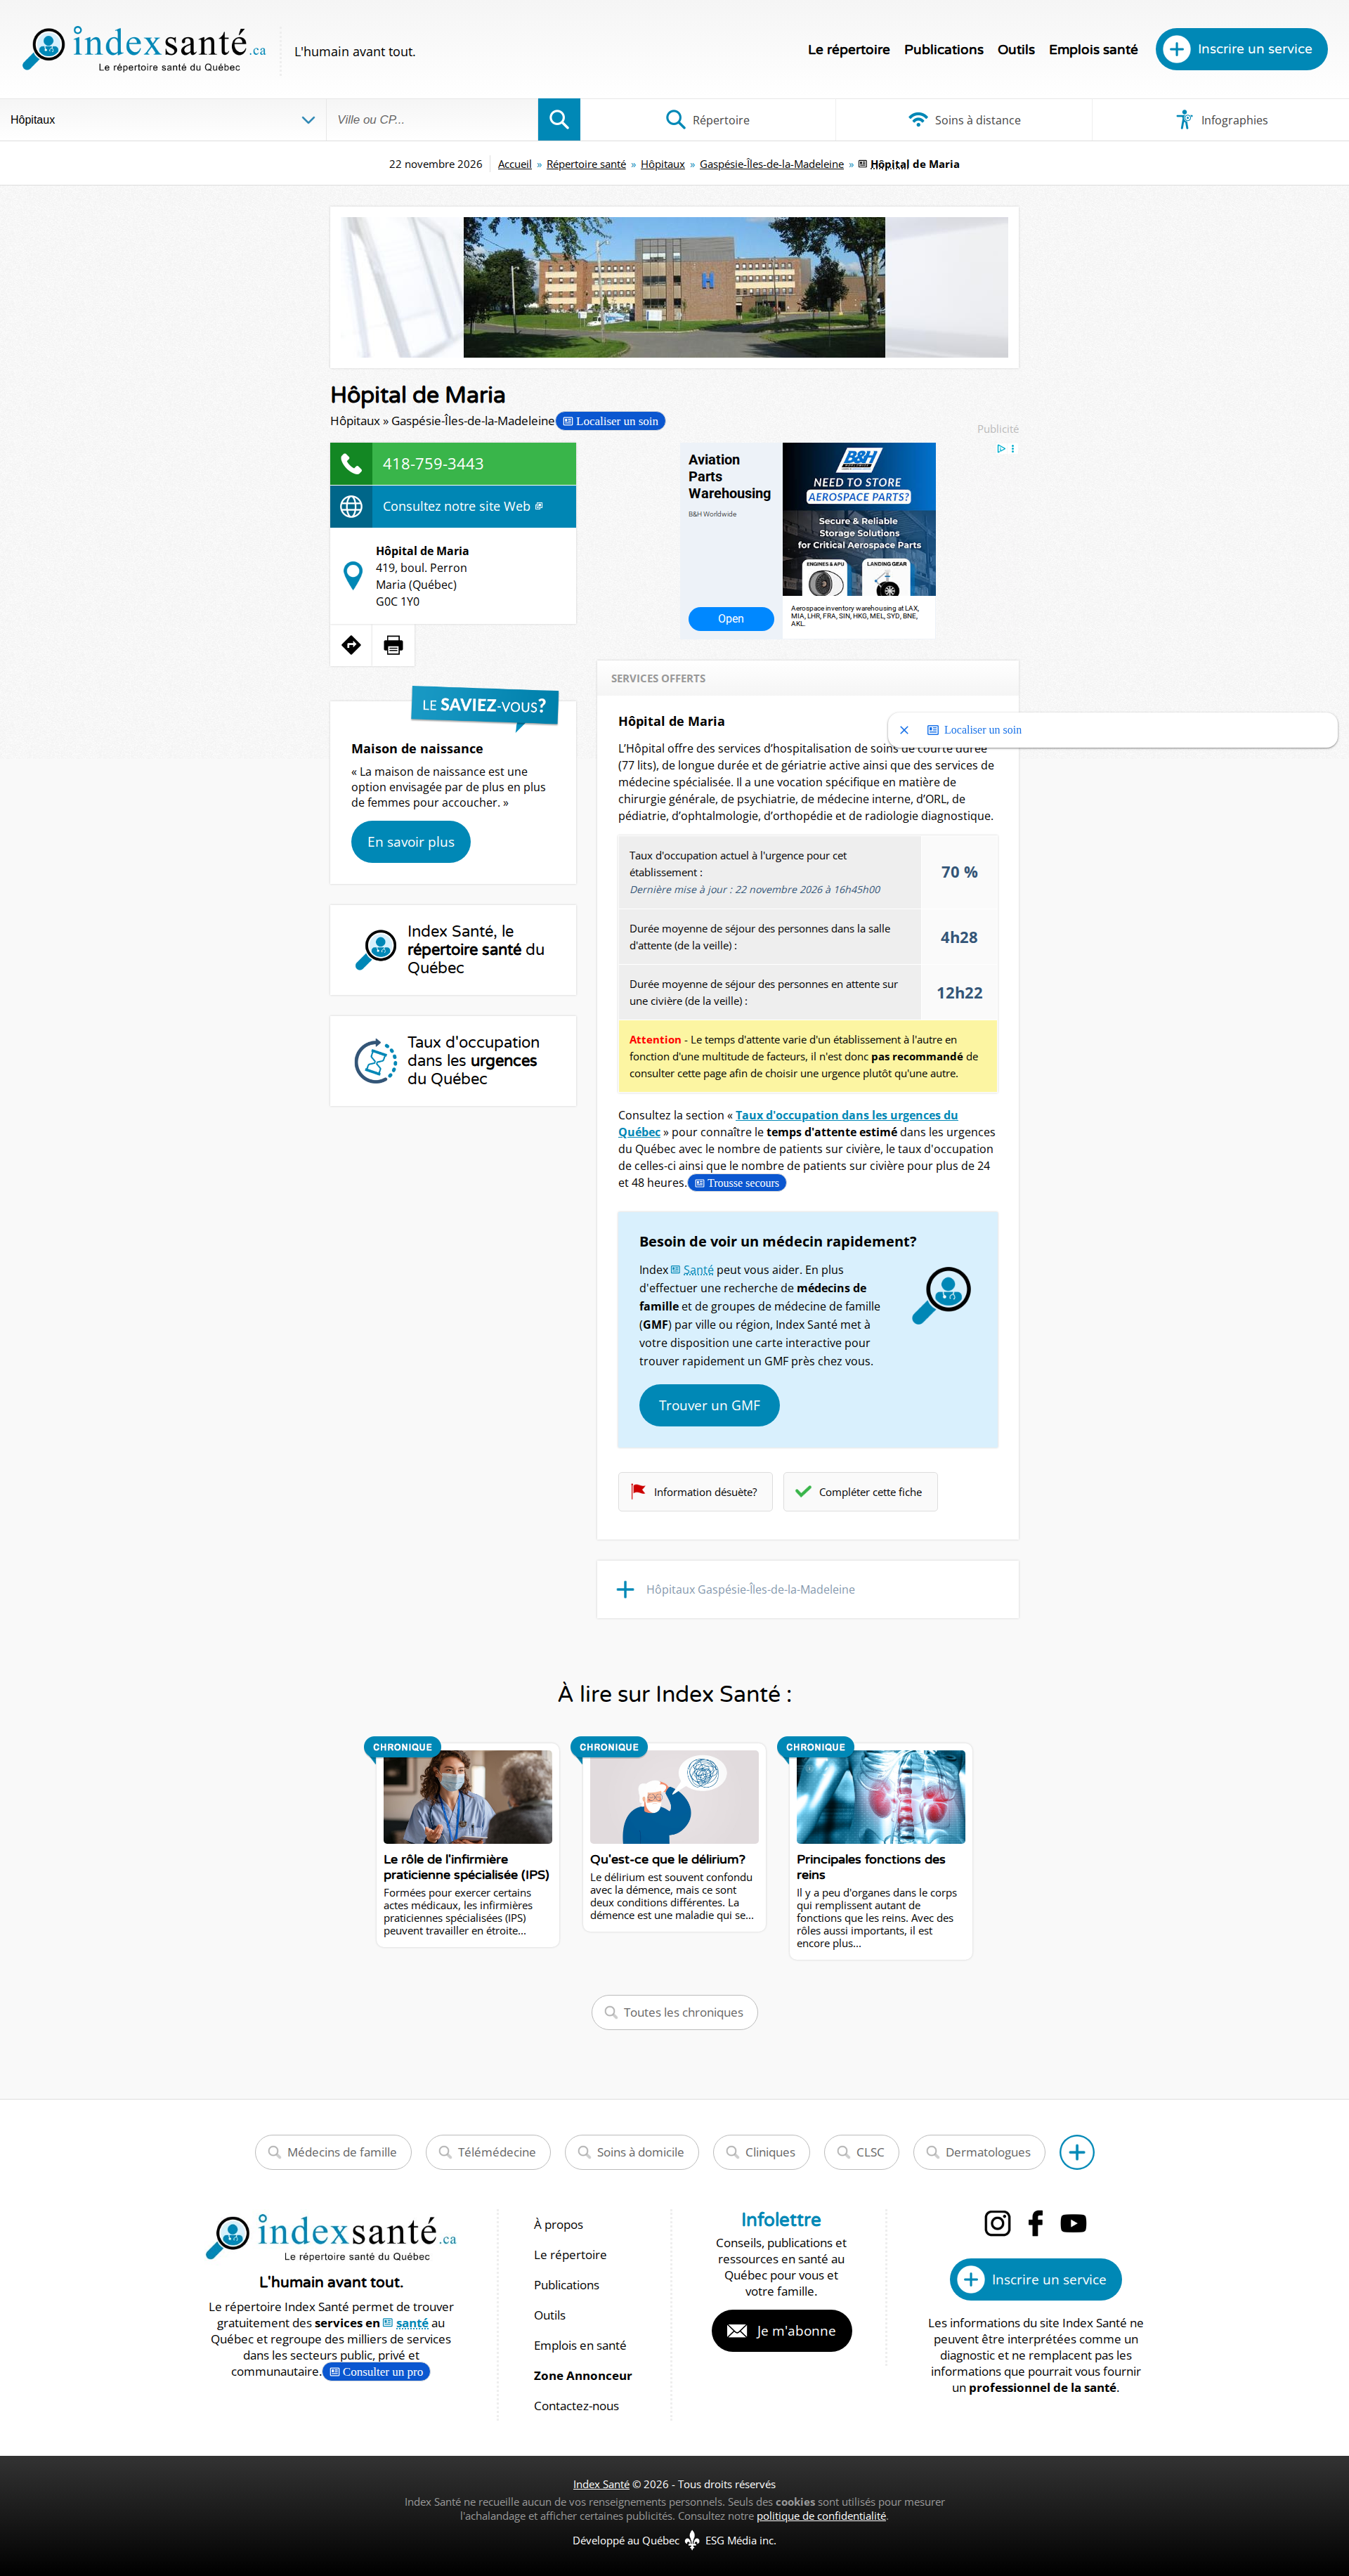 indexsanté.ca
Le répertoire santé du Québec
L'humain avant tout.
Le répertoire
Publications
Outils
Emplois santé
Inscrire un service
Hôpitaux
Ville ou CP...
Répertoire
Soins à distance
Infographies
22 novembre 2026
Accueil » Répertoire santé » Hôpitaux » Gaspésie-Îles-de-la-Madeleine » Hôpital de Maria
H
Hôpital de Maria
Hôpitaux » Gaspésie-Îles-de-la-Madeleine Localiser un soin
Publicité
418-759-3443
Consultez notre site Web
Hôpital de Maria
419, boul. Perron
Maria (Québec)
G0C 1Y0
Aviation
Parts
Warehousing
B&H Worldwide
Open
B&H
WORLDWIDE
NEED TO STORE
AEROSPACE PARTS?
Secure & Reliable
Storage Solutions
for Critical Aerospace Parts
ENGINES & APU
LANDING GEAR
Aerospace inventory warehousing at LAX,
MIA, LHR, FRA, SIN, HKG, MEL, SYD, BNE,
AKL.
LE SAVIEZ-VOUS?
Maison de naissance
« La maison de naissance est une
option envisagée par de plus en plus
de femmes pour accoucher. »
En savoir plus
Index Santé, le
répertoire santé du
Québec
Taux d'occupation
dans les urgences
du Québec
SERVICES OFFERTS
Hôpital de Maria
Localiser un soin
L'Hôpital offre des services d'hospitalisation de soins de courte durée
(77 lits), de longue durée et de gériatrie active ainsi que des services de
médecine spécialisée. Il a une vocation spécifique en matière de
chirurgie générale, de psychiatrie, de médecine interne, d'ORL, de
pédiatrie, d'ophtalmologie, d'orthopédie et de radiologie diagnostique.
Taux d'occupation actuel à l'urgence pour cet
établissement :
Dernière mise à jour : 22 novembre 2026 à 16h45h00
70 %
Durée moyenne de séjour des personnes dans la salle
d'attente (de la veille) :
4h28
Durée moyenne de séjour des personnes en attente sur
une civière (de la veille) :
12h22
Attention - Le temps d'attente varie d'un établissement à l'autre en
fonction d'une multitude de facteurs, il n'est donc pas recommandé de
consulter cette page afin de choisir une urgence plutôt qu'une autre.
Consultez la section « Taux d'occupation dans les urgences du
Québec » pour connaître le temps d'attente estimé dans les urgences
du Québec avec le nombre de patients sur civière, le taux d'occupation
de celles-ci ainsi que le nombre de patients sur civière pour plus de 24
et 48 heures. Trousse secours
Besoin de voir un médecin rapidement?
Index Santé peut vous aider. En plus
d'effectuer une recherche de médecins de
famille et de groupes de médecine de famille
(GMF) par ville ou région, Index Santé met à
votre disposition une carte interactive pour
trouver rapidement un GMF près chez vous.
Trouver un GMF
Information désuète?
Compléter cette fiche
Hôpitaux Gaspésie-Îles-de-la-Madeleine
À lire sur Index Santé :
CHRONIQUE
Le rôle de l'infirmière
praticienne spécialisée (IPS)
Formées pour exercer certains
actes médicaux, les infirmières
praticiennes spécialisées (IPS)
peuvent travailler en étroite...
CHRONIQUE
Qu'est-ce que le délirium?
Le délirium est souvent confondu
avec la démence, mais ce sont
deux conditions différentes. La
démence est une maladie qui se...
CHRONIQUE
Principales fonctions des
reins
Il y a peu d'organes dans le corps
qui remplissent autant de
fonctions que les reins. Avec des
rôles aussi importants, il est
encore plus...
Toutes les chroniques
Médecins de famille
Télémédecine
Soins à domicile
Cliniques
CLSC
Dermatologues
indexsanté.ca
Le répertoire santé du Québec
L'humain avant tout.
Le répertoire Index Santé permet de trouver
gratuitement des services en santé au
Québec et regroupe des milliers de services
dans les secteurs public, privé et
communautaire. Consulter un pro
À propos
Le répertoire
Publications
Outils
Emplois en santé
Zone Annonceur
Contactez-nous
Infolettre
Conseils, publications et
ressources en santé au
Québec pour vous et
votre famille.
Je m'abonne
Inscrire un service
Les informations du site Index Santé ne
peuvent être interprétées comme un
diagnostic et ne remplacent pas les
informations que pourrait vous fournir
un professionnel de la santé.
Index Santé © 2026 - Tous droits réservés
Index Santé ne recueille aucun de vos renseignements personnels. Seuls des cookies sont utilisés pour mesurer
l'achalandage et afficher certaines publicités. Consultez notre politique de confidentialité.
Développé au Québec ESG Média inc.